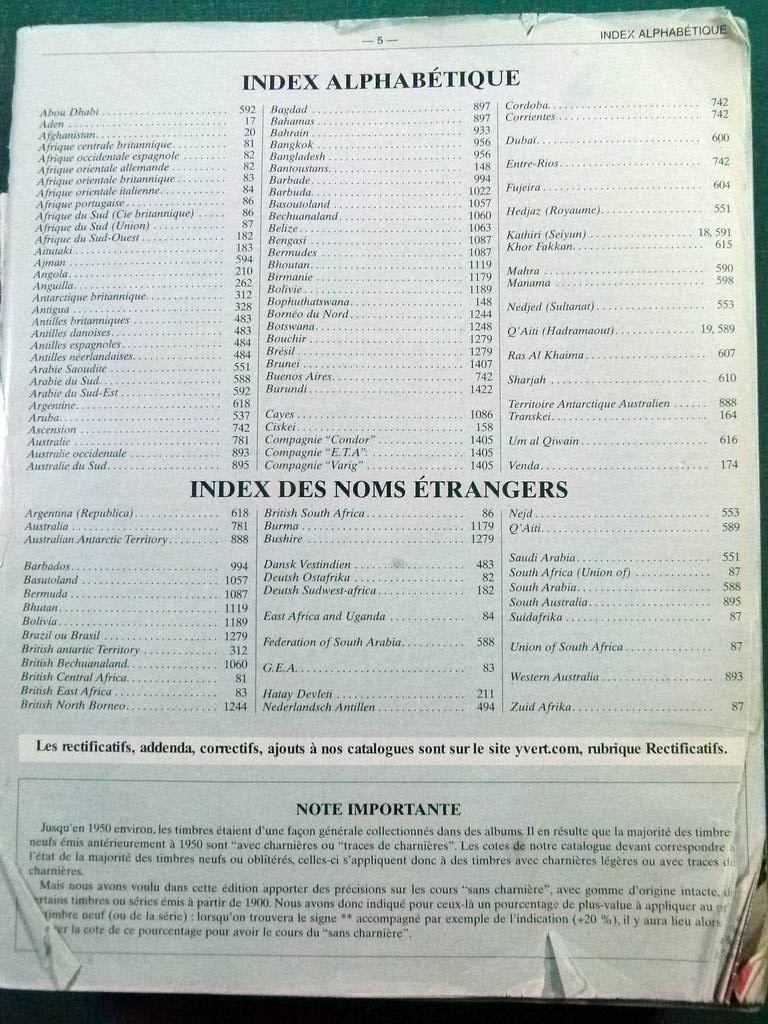 — 5 —
INDEX ALPHABÉTIQUE
INDEX ALPHABÉTIQUE
Abou Dhabi ..... 592
Aden ..... 17
Afghanistan ..... 20
Afrique centrale britannique ..... 81
Afrique occidentale espagnole ..... 82
Afrique orientale allemande ..... 82
Afrique orientale britannique ..... 83
Afrique orientale italienne ..... 84
Afrique portugaise ..... 86
Afrique du Sud (Cie britannique) ..... 86
Afrique du Sud (Union) ..... 87
Afrique du Sud-Ouest ..... 182
Aitutaki ..... 183
Ajman ..... 594
Angola ..... 210
Anguilla ..... 262
Antarctique britannique ..... 312
Antigua ..... 328
Antilles britanniques ..... 483
Antilles danoises ..... 483
Antilles espagnoles ..... 484
Antilles néerlandaises ..... 484
Arabie Saoudite ..... 551
Arabie du Sud ..... 588
Arabie du Sud-Est ..... 592
Argentine ..... 618
Aruba ..... 537
Ascension ..... 742
Australie ..... 781
Australie occidentale ..... 893
Australie du Sud ..... 895
Bagdad ..... 897
Bahamas ..... 897
Bahrain ..... 933
Bangkok ..... 956
Bangladesh ..... 956
Bantoustans ..... 148
Barbade ..... 994
Barbuda ..... 1022
Basoutoland ..... 1057
Bechuanaland ..... 1060
Belize ..... 1063
Bengasi ..... 1087
Bermudes ..... 1087
Bhoutan ..... 1119
Birmanie ..... 1179
Bolivie ..... 1189
Bophuthatswana ..... 148
Bornéo du Nord ..... 1244
Botswana ..... 1248
Bouchir ..... 1279
Brésil ..... 1279
Brunei ..... 1407
Buenos Aires ..... 742
Burundi ..... 1422
Cayes ..... 1086
Ciskei ..... 158
Compagnie “Condor” ..... 1405
Compagnie “E.T.A” ..... 1405
Compagnie “Varig” ..... 1405
Cordoba ..... 742
Corrientes ..... 742
Dubaï ..... 600
Entre-Rios ..... 742
Fujeira ..... 604
Hedjaz (Royaume) ..... 551
Kathiri (Seiyun) ..... 18, 591
Khor Fakkan ..... 615
Mahra ..... 590
Manama ..... 598
Nedjed (Sultanat) ..... 553
Q’Aiti (Hadramaout) ..... 19, 589
Ras Al Khaima ..... 607
Sharjah ..... 610
Territoire Antarctique Australien ..... 888
Transkei ..... 164
Um al Qiwain ..... 616
Venda ..... 174
INDEX DES NOMS ÉTRANGERS
Argentina (Republica) ..... 618
Australia ..... 781
Australian Antarctic Territory ..... 888
Barbados ..... 994
Basutoland ..... 1057
Bermuda ..... 1087
Bhutan ..... 1119
Bolivia ..... 1189
Brazil ou Brasil ..... 1279
British antartic Territory ..... 312
British Bechuanaland ..... 1060
British Central Africa ..... 81
British East Africa ..... 83
British North Borneo ..... 1244
British South Africa ..... 86
Burma ..... 1179
Bushire ..... 1279
Dansk Vestindien ..... 483
Deutsh Ostafrika ..... 82
Deutsh Sudwest-africa ..... 182
East Africa and Uganda ..... 84
Federation of South Arabia ..... 588
G.E.A. ..... 83
Hatay Devleti ..... 211
Nederlandsch Antillen ..... 494
Nejd ..... 553
Q’Aiti ..... 589
Saudi Arabia ..... 551
South Africa (Union of) ..... 87
South Arabia ..... 588
South Australia ..... 895
Suidafrika ..... 87
Union of South Africa ..... 87
Western Australia ..... 893
Zuid Afrika ..... 87
Les rectificatifs, addenda, correctifs, ajouts à nos catalogues sont sur le site yvert.com, rubrique Rectificatifs.
NOTE IMPORTANTE
Jusqu’en 1950 environ, les timbres étaient d’une façon générale collectionnés dans des albums. Il en résulte que la majorité des timbre
neufs émis antérieurement à 1950 sont “avec charnières ou “traces de charnières”. Les cotes de notre catalogue devant correspondre à
l’état de la majorité des timbres neufs ou oblitérés, celles-ci s’appliquent donc à des timbres avec charnières légères ou avec traces de
charnières.
Mais nous avons voulu dans cette édition apporter des précisions sur les cours “sans charnière”, avec gomme d’origine intacte, d
ertains timbres ou séries émis à partir de 1900. Nous avons donc indiqué pour ceux-là un pourcentage de plus-value à appliquer au pr
timbre neuf (ou de la série) : lorsqu’on trouvera le signe ** accompagné par exemple de l’indication (+20 %), il y aura lieu alors
er la cote de ce pourcentage pour avoir le cours du “sans charnière”.